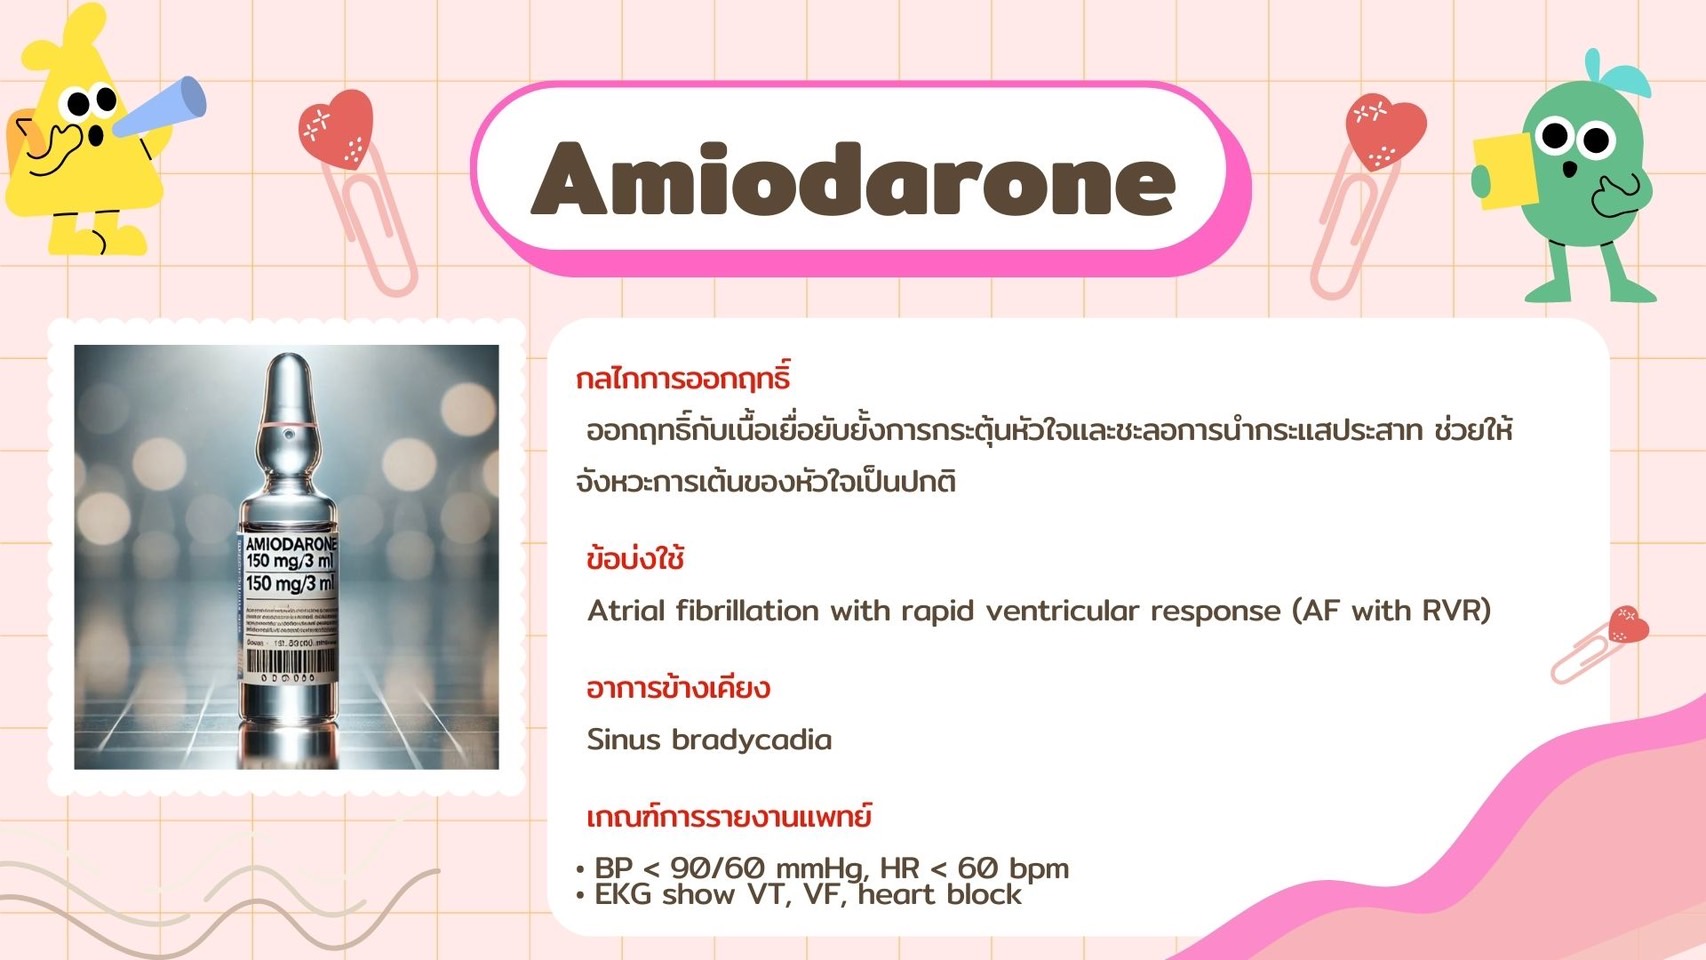 Amiodarone
AMIODARONE
150 mg/3 ml
150 mg/3 ml
กลไกการออกฤทธิ์
ออกฤทธิ์กับเนื้อเยื่อยับยั้งการกระตุ้นหัวใจและชะลอการนำกระแสประสาท ช่วยให้
จังหวะการเต้นของหัวใจเป็นปกติ
ข้อบ่งใช้
Atrial fibrillation with rapid ventricular response (AF with RVR)
อาการข้างเคียง
Sinus bradycadia
เกณฑ์การรายงานแพทย์
• BP < 90/60 mmHg, HR < 60 bpm
• EKG show VT, VF, heart block